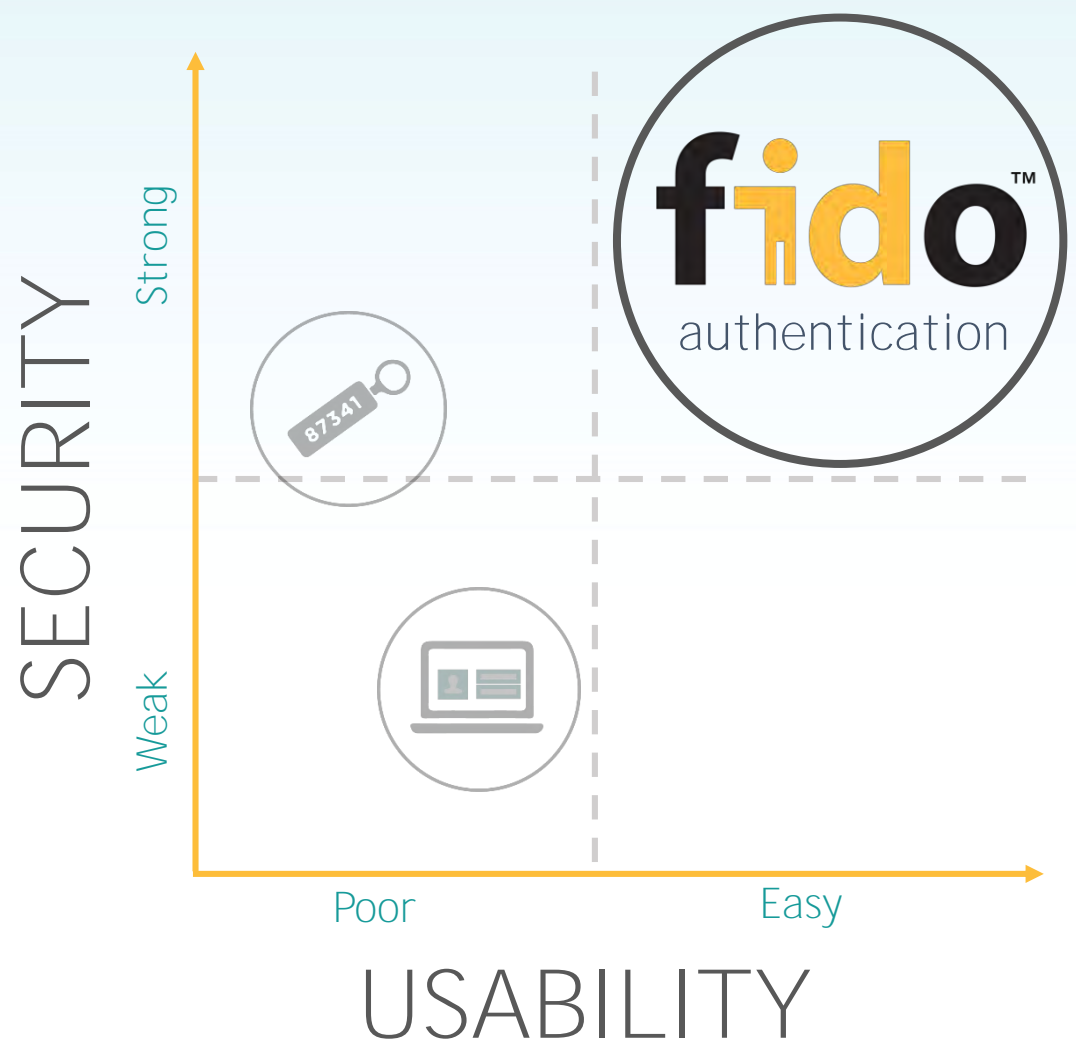 SECURITY
Strong
Weak
fido™
authentication
87341
Poor
Easy
USABILITY